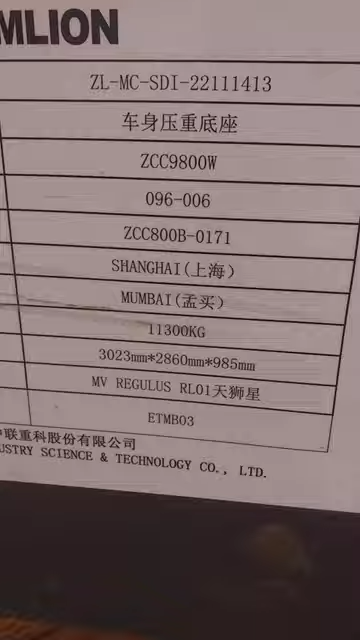 MLION
ZL-MC-SDI-22111413
车身压重底座
ZCC9800W
096-006
ZCC800B-0171
SHANGHAI(上海)
MUMBAI(孟买)
11300KG
3023mm*2860mm*985mm
MV REGULUS RL01天狮星
ETMB03
联重科股份有限公司
USTRY SCIENCE & TECHNOLOGY CO., LTD.